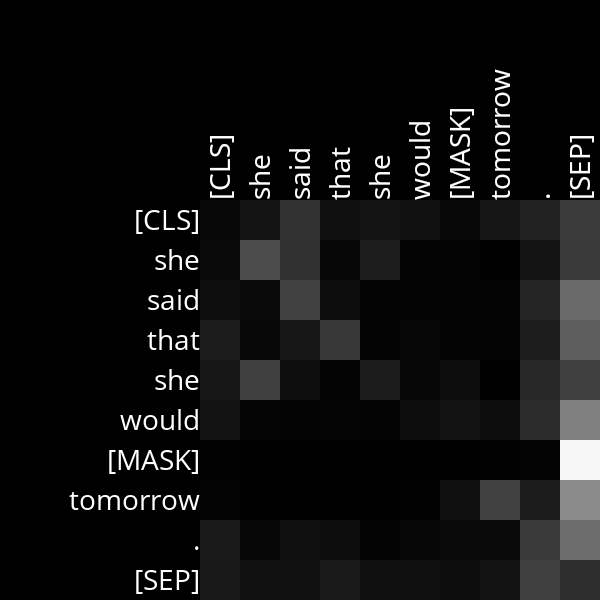 [CLS] she said that she would [MASK] tomorrow . [SEP]
[CLS]
she
said
that
she
would
[MASK]
tomorrow
.
[SEP]